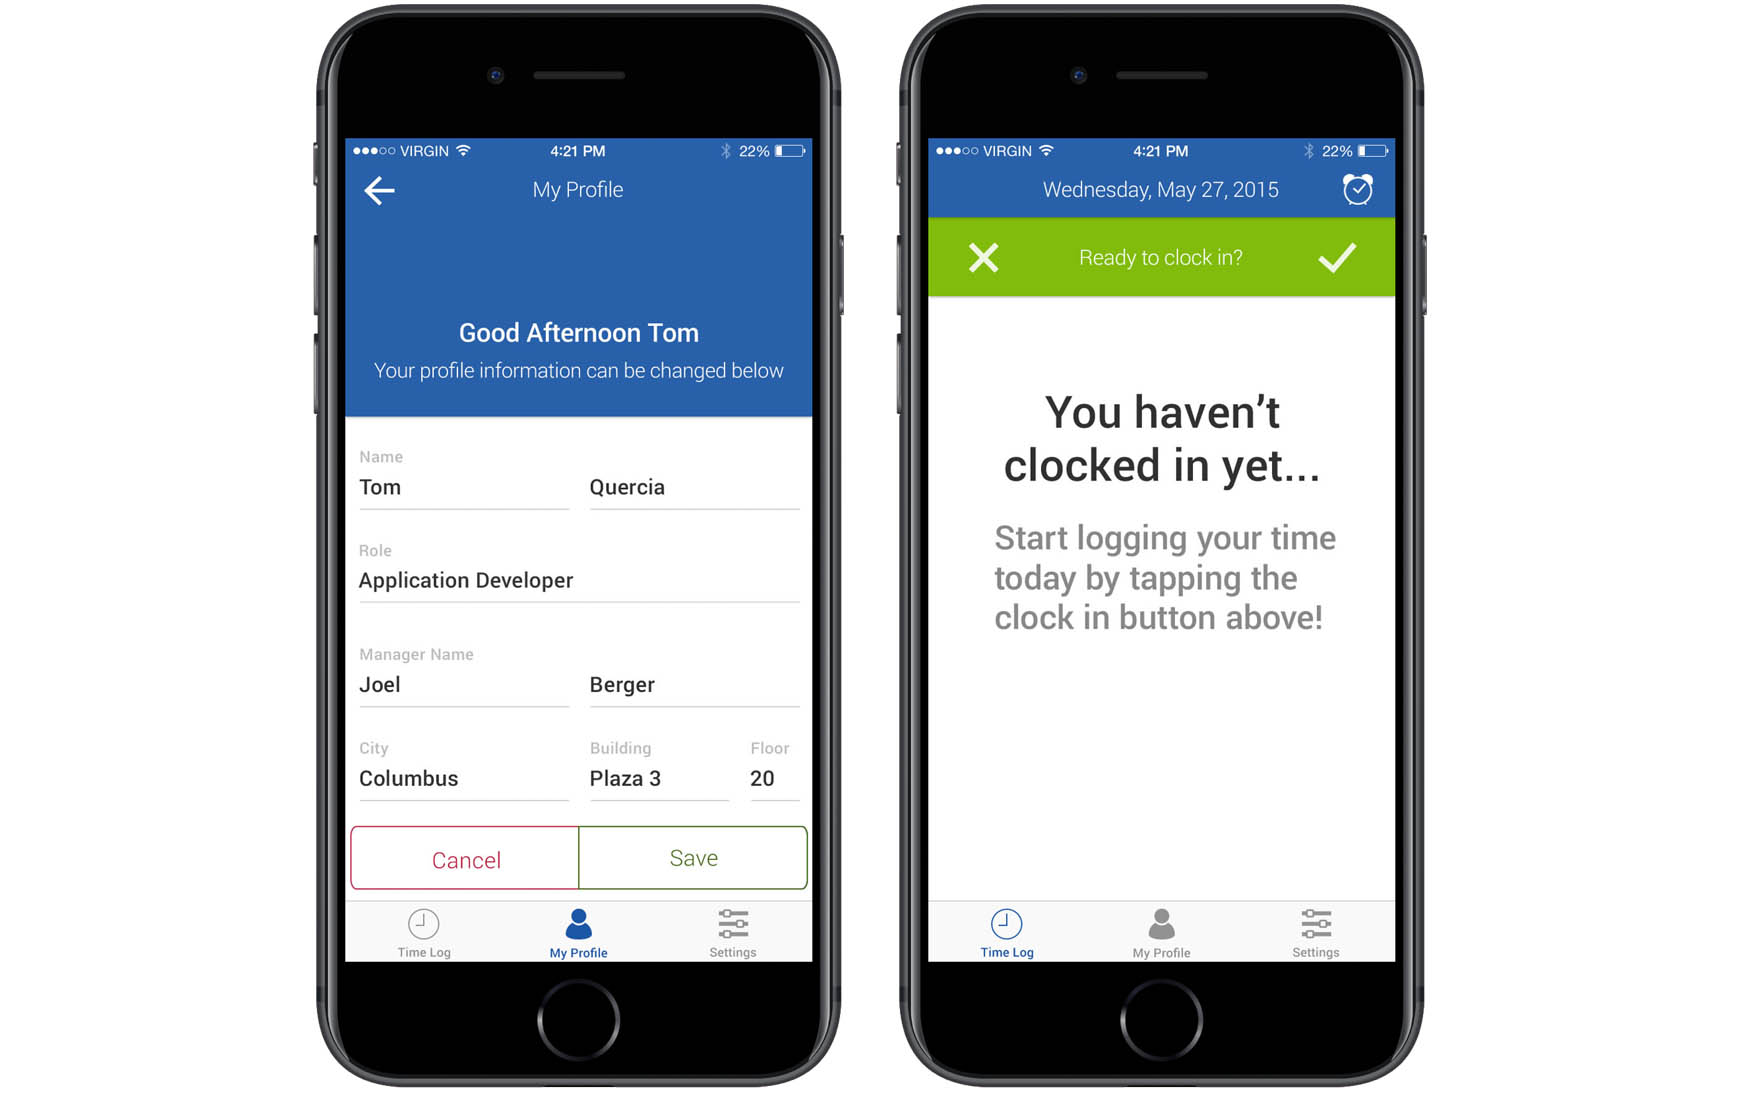 VIRGIN 4:21 PM 22%
My Profile
Good Afternoon Tom
Your profile information can be changed below
Name
Tom Quercia
Role
Application Developer
Manager Name
Joel Berger
City Building Floor
Columbus Plaza 3 20
Cancel Save
Time Log My Profile Settings
VIRGIN 4:21 PM 22%
Wednesday, May 27, 2015
Ready to clock in?
You haven’t
clocked in yet...
Start logging your time
today by tapping the
clock in button above!
Time Log My Profile Settings